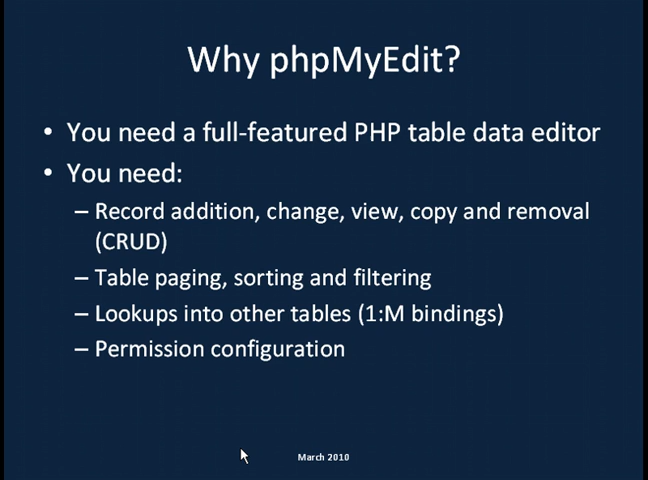 Why phpMyEdit?
• You need a full-featured PHP table data editor
• You need:
– Record addition, change, view, copy and removal
(CRUD)
– Table paging, sorting and filtering
– Lookups into other tables (1:M bindings)
– Permission configuration
March 2010